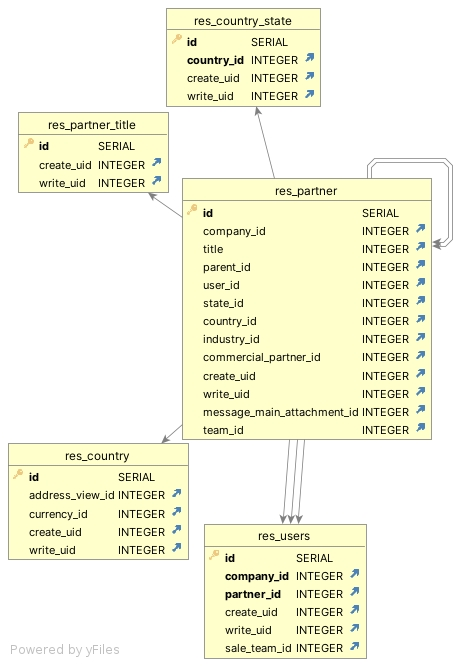 res_country_state
id SERIAL
country_id INTEGER
create_uid INTEGER
write_uid INTEGER
res_partner_title
id SERIAL
create_uid INTEGER
write_uid INTEGER
res_partner
id SERIAL
company_id INTEGER
title INTEGER
parent_id INTEGER
user_id INTEGER
state_id INTEGER
country_id INTEGER
industry_id INTEGER
commercial_partner_id INTEGER
create_uid INTEGER
write_uid INTEGER
message_main_attachment_id INTEGER
team_id INTEGER
res_country
id SERIAL
address_view_id INTEGER
currency_id INTEGER
create_uid INTEGER
write_uid INTEGER
res_users
id SERIAL
company_id INTEGER
partner_id INTEGER
create_uid INTEGER
write_uid INTEGER
sale_team_id INTEGER
Powered by yFiles